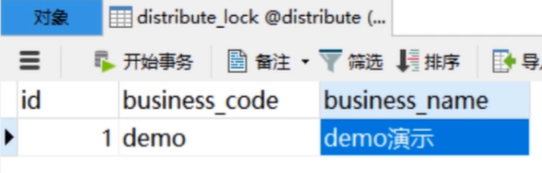 对象 distribute_lock @distribute (...
开始事务 备注 筛选 排序
id business_code business_name
1 demo demo演示